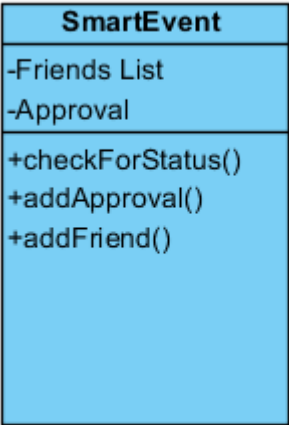 SmartEvent
-Friends List
-Approval
+checkForStatus()
+addApproval()
+addFriend()